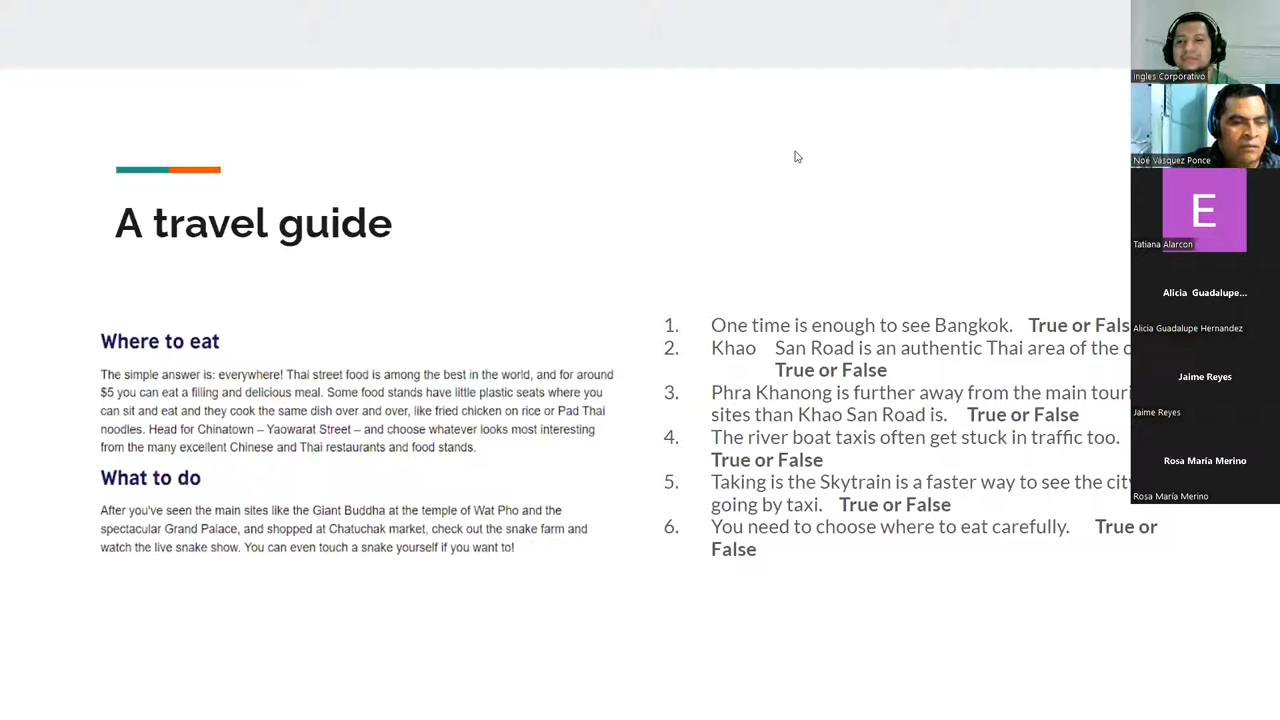 A travel guide
Where to eat
The simple answer is: everywhere! Thai street food is among the best in the world, and for around
$5 you can eat a filling and delicious meal. Some food stands have little plastic seats where you
can sit and eat and they cook the same dish over and over, like fried chicken on rice or Pad Thai
noodles. Head for Chinatown – Yaowarat Street – and choose whatever looks most interesting
from the many excellent Chinese and Thai restaurants and food stands.
What to do
After you've seen the main sites like the Giant Buddha at the temple of Wat Pho and the
spectacular Grand Palace, and shopped at Chatuchak market, check out the snake farm and
watch the live snake show. You can even touch a snake yourself if you want to!
1. One time is enough to see Bangkok. True or Fals
2. Khao San Road is an authentic Thai area of the c
True or False
3. Phra Khanong is further away from the main touri
sites than Khao San Road is. True or False
4. The river boat taxis often get stuck in traffic too.
True or False
5. Taking is the Skytrain is a faster way to see the city
going by taxi. True or False
6. You need to choose where to eat carefully. True or
False
Ingles Corporativo
Noé Vásquez Ponce
E
Tatiana Alarcon
Alicia Guadalupe...
Alicia Guadalupe Hernandez
Jaime Reyes
Jaime Reyes
Rosa María Merino
Rosa María Merino